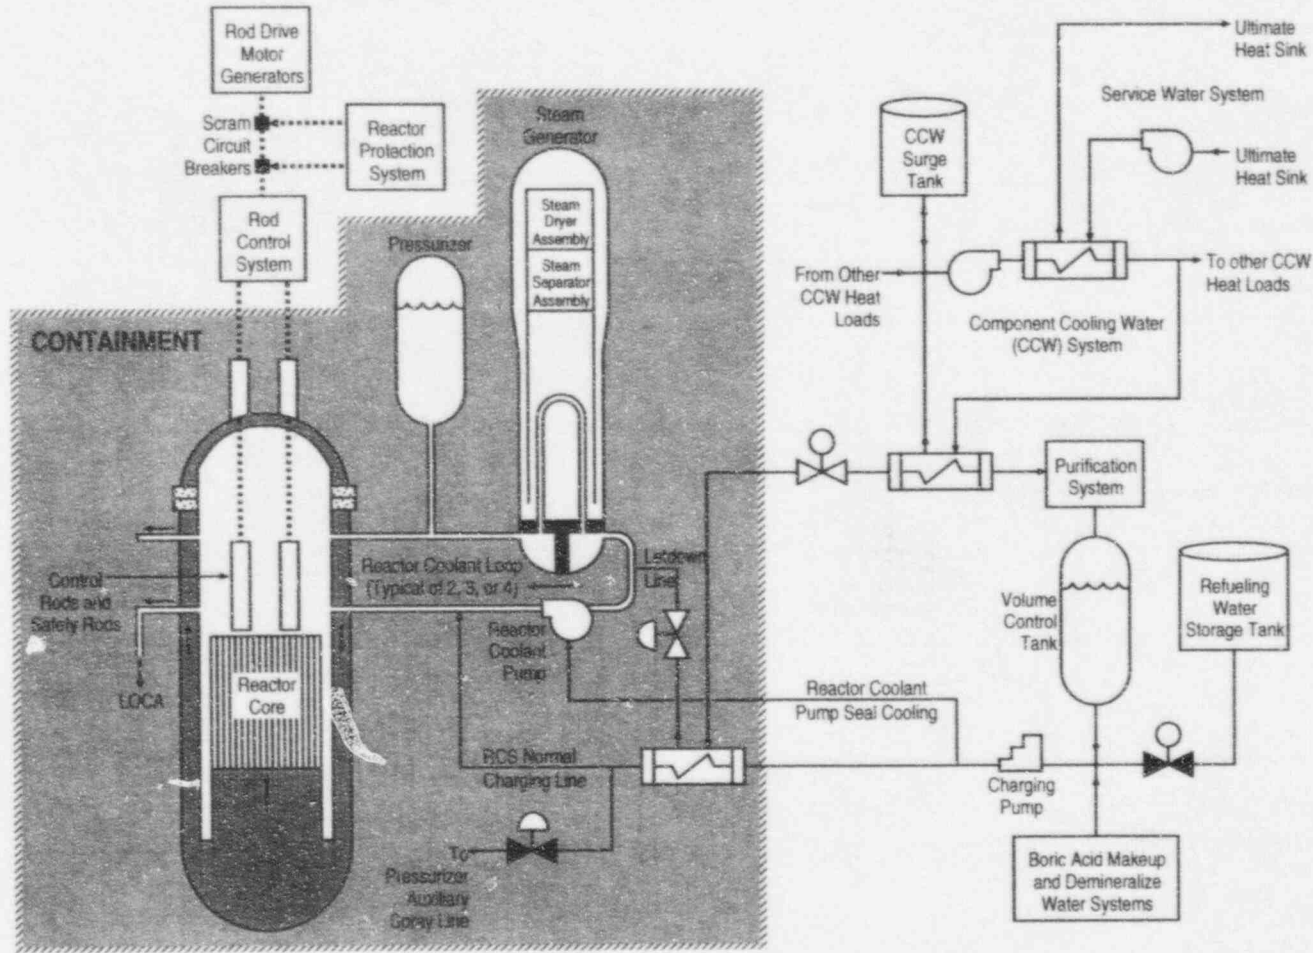 Rod Drive
Motor
Generators
Scram
Circuit
Breakers
Reactor
Protection
System
Rod
Control
System
CONTAINMENT
Pressurizer
Steam
Generator
Steam
Dryer
Assembly
Steam
Separator
Assembly
CCW
Surge
Tank
Ultimate
Heat Sink
Service Water System
Ultimate
Heat Sink
From Other
CCW Heat
Loads
To other CCW
Heat Loads
Component Cooling Water
(CCW) System
Purification
System
Letdown
Line
Reactor Coolant Loop
(Typical of 2, 3, or 4)
Control
Rods and
Safety Rods
LOCA
Reactor
Core
Reactor
Coolant
Pump
Volume
Control
Tank
Refueling
Water
Storage Tank
Reactor Coolant
Pump Seal Cooling
RCS Normal
Charging Line
Charging
Pump
To
Pressurizer
Auxiliary
Spray Line
Boric Acid Makeup
and Demineralize
Water Systems